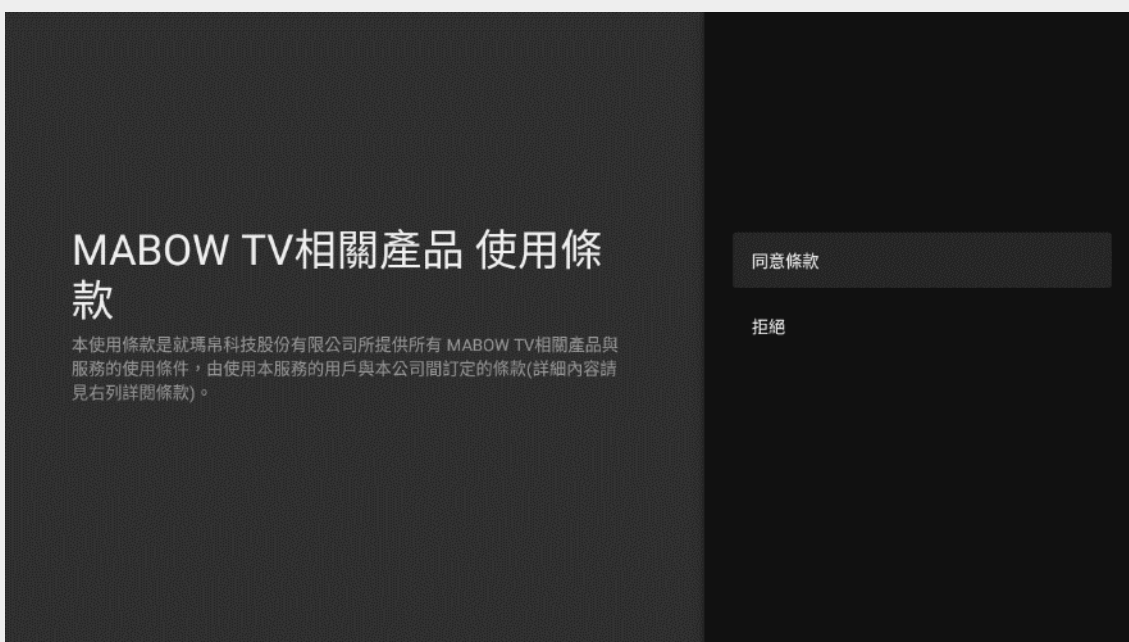 MABOW TV相關產品 使用條
款
本使用條款是就瑪帛科技股份有限公司所提供所有 MABOW TV相關產品與
服務的使用條件，由使用本服務的用戶與本公司間訂定的條款(詳細內容請
見右列詳閱條款)。
同意條款
拒絕